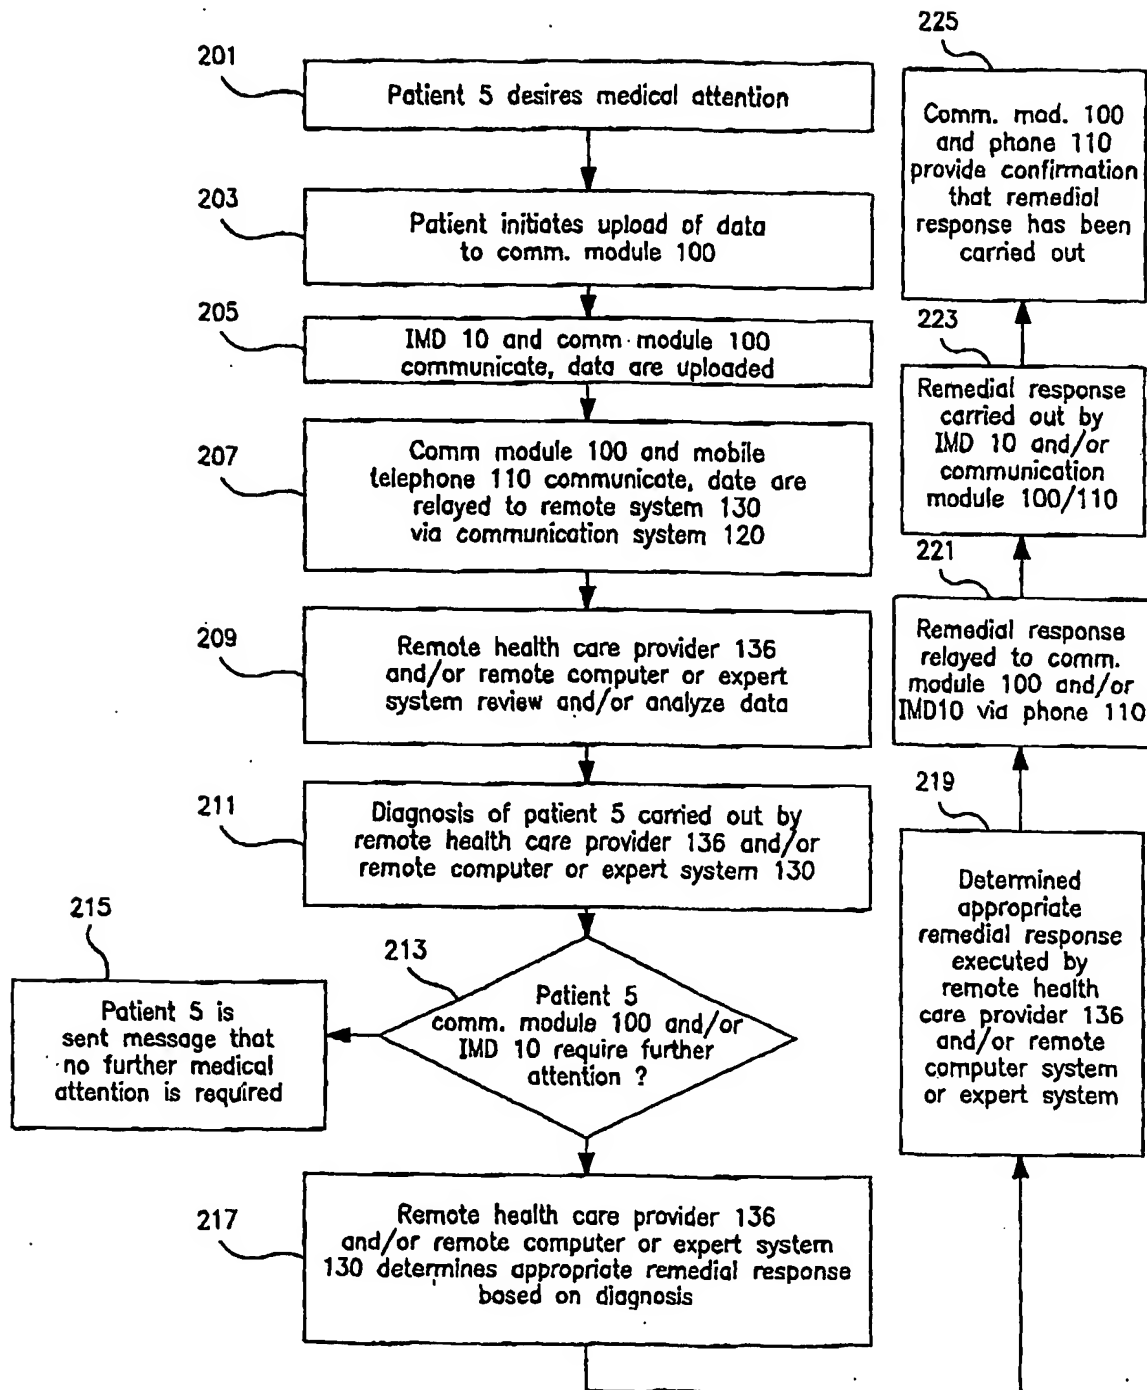 201
Patient 5 desires medical attention
203
Patient initiates upload of data
to comm. module 100
205
IMD 10 and comm module 100
communicate, data are uploaded
207
Comm module 100 and mobile
telephone 110 communicate, date are
relayed to remote system 130
via communication system 120
209
Remote health care provider 136
and/or remote computer or expert
system review and/or analyze data
211
Diagnosis of patient 5 carried out by
remote health care provider 136 and/or
remote computer or expert system 130
213
Patient 5
comm. module 100 and/or
IMD 10 require further
attention ?
215
Patient 5 is
sent message that
no further medical
attention is required
217
Remote health care provider 136
and/or remote computer or expert system
130 determines appropriate remedial response
based on diagnosis
219
Determined
appropriate
remedial response
executed by
remote health
care provider 136
and/or remote
computer system
or expert system
221
Remedial response
relayed to comm.
module 100 and/or
IMD10 via phone 110
223
Remedial response
carried out by
IMD 10 and/or
communication
module 100/110
225
Comm. mod. 100
and phone 110
provide confirmation
that remedial
response has been
carried out